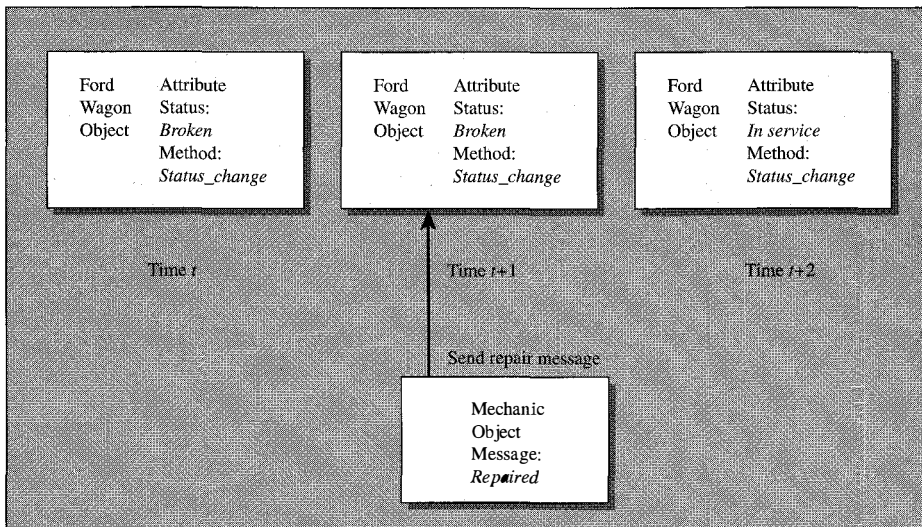 Ford Attribute
Wagon Status:
Object Broken
Method:
Status_change
Ford Attribute
Wagon Status:
Object Broken
Method:
Status_change
Ford Attribute
Wagon Status:
Object In service
Method:
Status_change
Time t
Time t+1
Time t+2
Send repair message
Mechanic
Object
Message:
Repaired